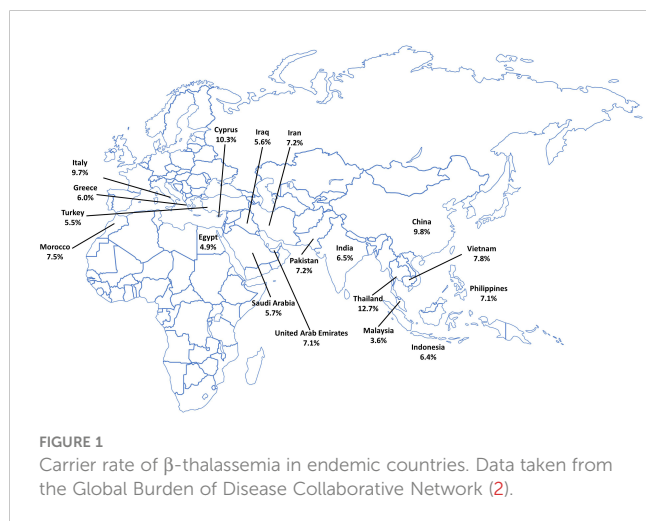 Cyprus
10.3%
Iraq
5.6%
Iran
7.2%
Italy
9.7%
Greece
6.0%
Turkey
5.5%
Morocco
7.5%
Egypt
4.9%
China
9.8%
India
6.5%
Pakistan
7.2%
Vietnam
7.8%
Philippines
7.1%
Thailand
12.7%
Saudi Arabia
5.7%
United Arab Emirates
7.1%
Malaysia
3.6%
Indonesia
6.4%
FIGURE 1
Carrier rate of β-thalassemia in endemic countries. Data taken from
the Global Burden of Disease Collaborative Network (2).